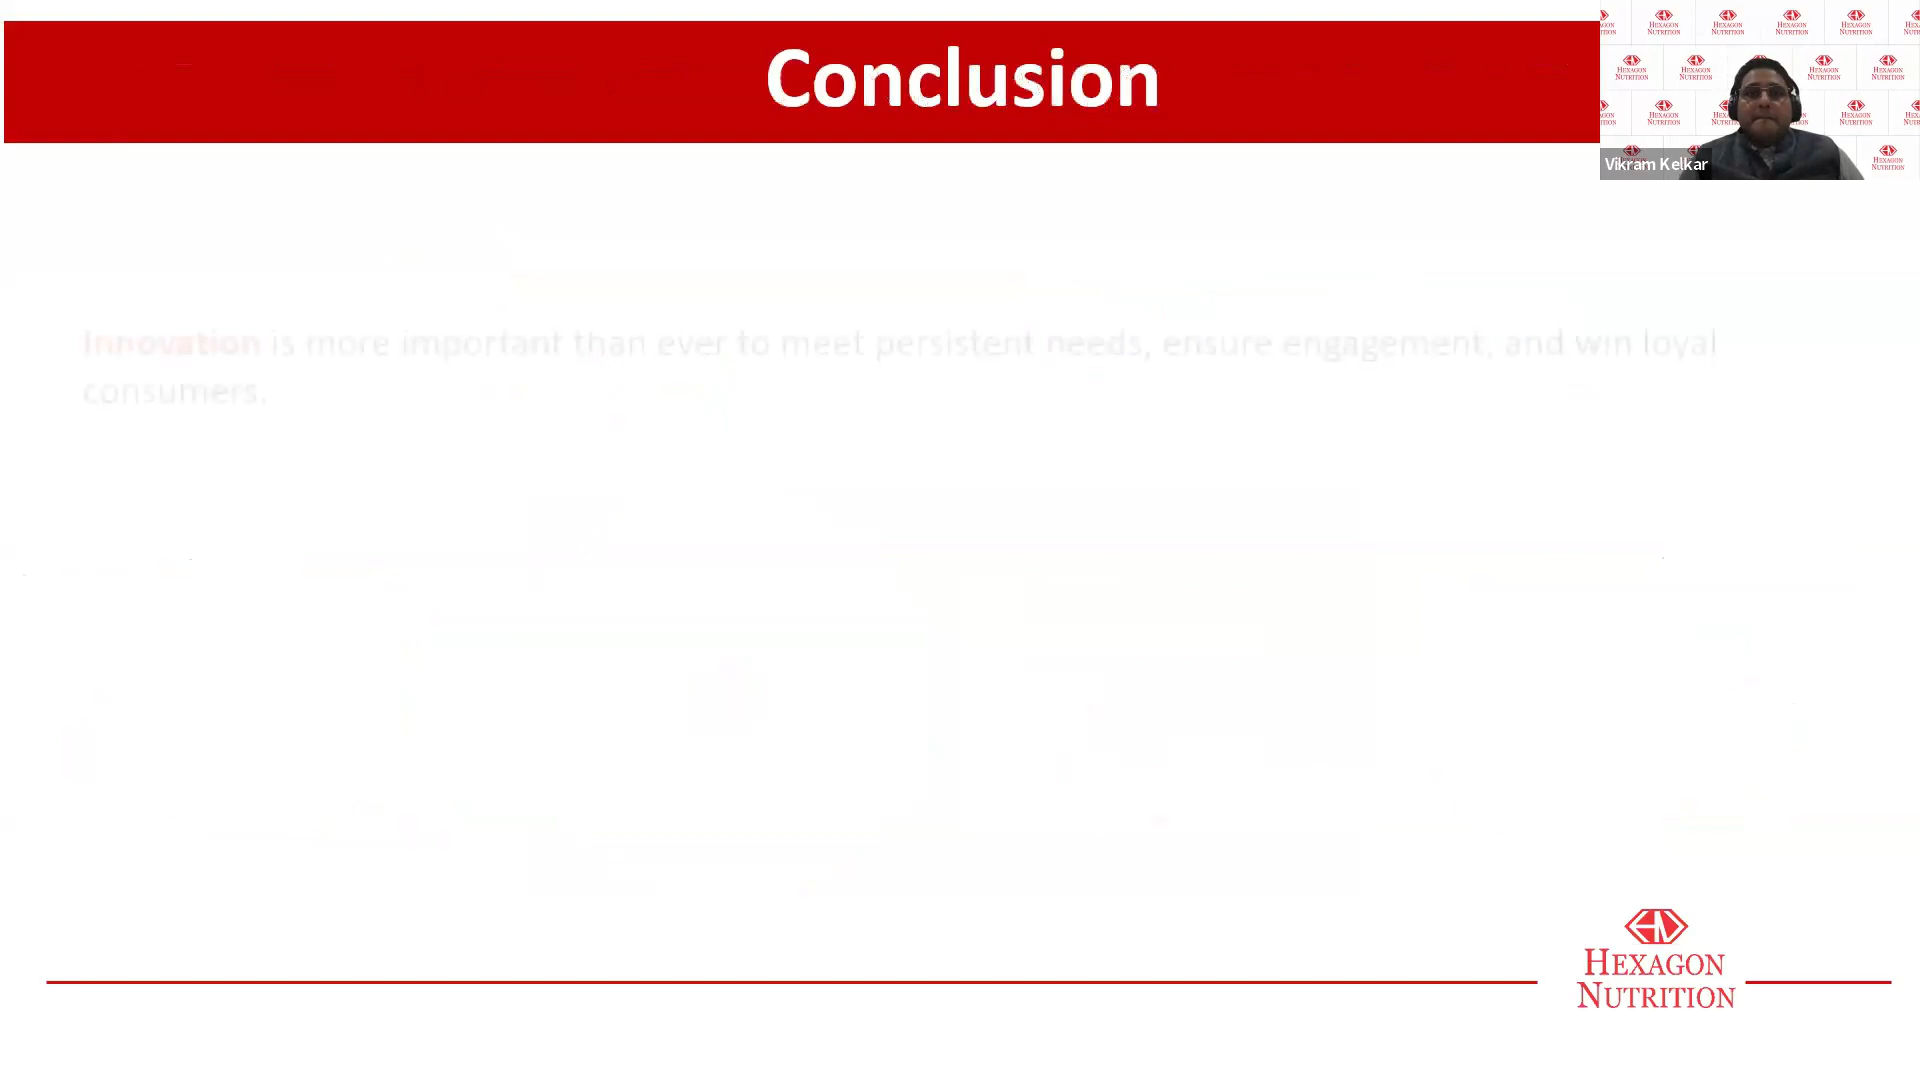 Conclusion
Vikram Kelkar
Innovation is more important than ever to meet persistent needs, ensure engagement, and win loyal
consumers.
HEXAGON
NUTRITION